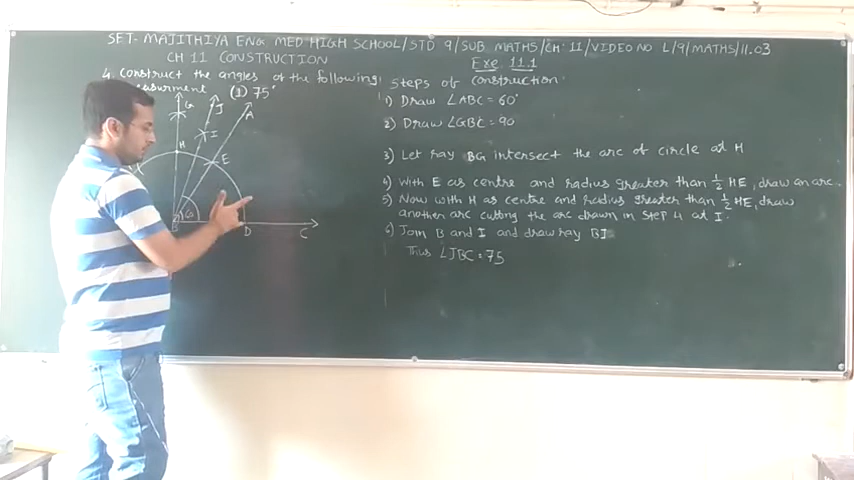 SET- MAJITHIYA ENG MED HIGH SCHOOL/STD 9/SUB. MATHS/CH. 11/VIDEO NO L/9/MATHS/11.03
CH 11 CONSTRUCTION
Exe. 11.1
4. Construct the angles of the following
(1) 75°
G
J
A
I
H
E
60
B
D
C
Steps of Construction.
1) Draw ∠ABC = 60°
2) Draw ∠GBC = 90
3) Let ray BG intersect the arc of circle at H
4) With E as centre and radius greater than 1/2 HE, draw an arc.
5) Now with H as centre and radius greater than 1/2 HE, draw
another arc cutting the arc drawn in Step 4 at I.
6) Join B and I and draw ray BI
Thus ∠JBC = 75